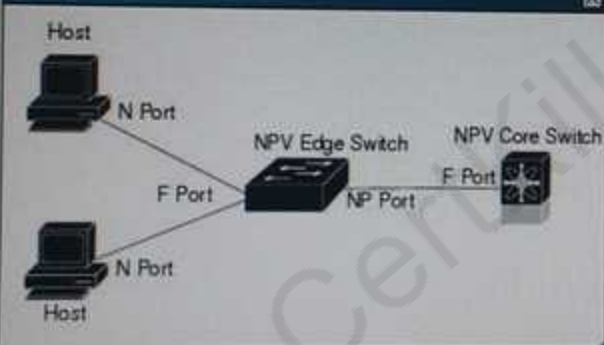 Host
N Port
NPV Edge Switch
NPV Core Switch
F Port
F Port
NP Port
N Port
Host